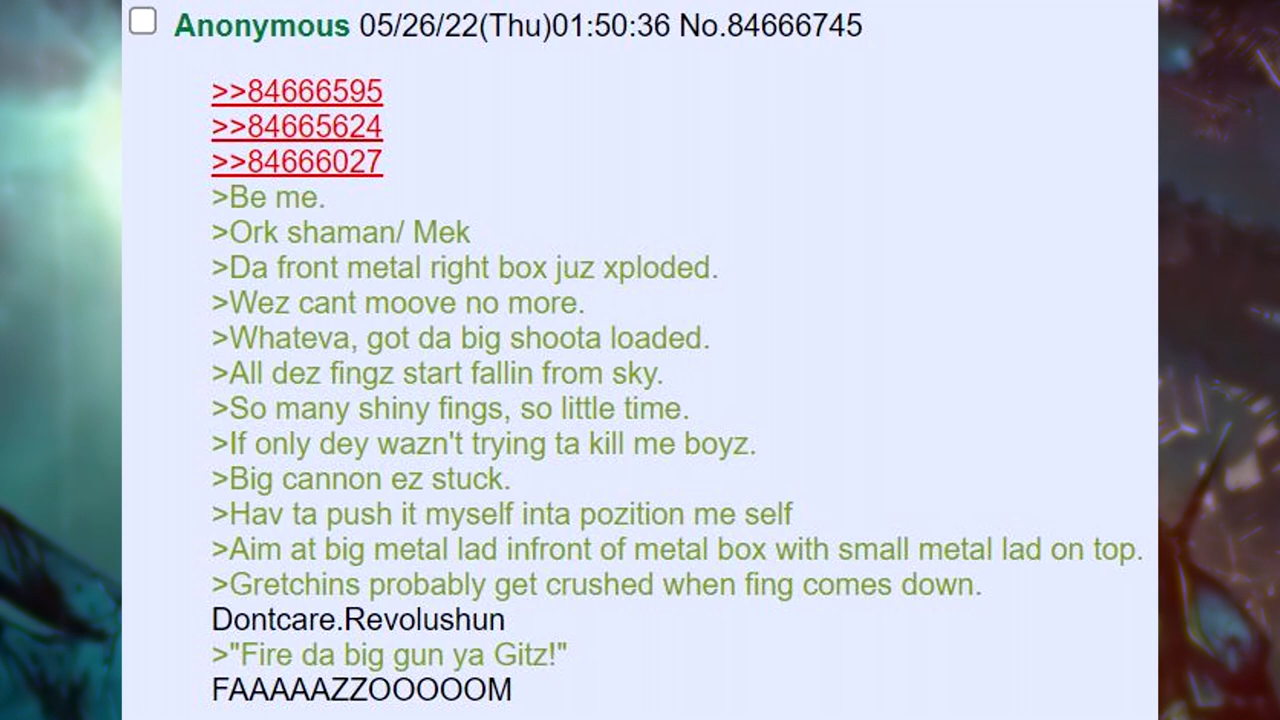 Anonymous 05/26/22(Thu)01:50:36 No.84666745
>>84666595
>>84665624
>>84666027
>Be me.
>Ork shaman/ Mek
>Da front metal right box juz xploded.
>Wez cant moove no more.
>Whateva, got da big shoota loaded.
>All dez fingz start fallin from sky.
>So many shiny fings, so little time.
>If only dey wazn't trying ta kill me boyz.
>Big cannon ez stuck.
>Hav ta push it myself inta pozition me self
>Aim at big metal lad infront of metal box with small metal lad on top.
>Gretchins probably get crushed when fing comes down.
Dontcare.Revolushun
>"Fire da big gun ya Gitz!"
FAAAAAZZOOOOOM